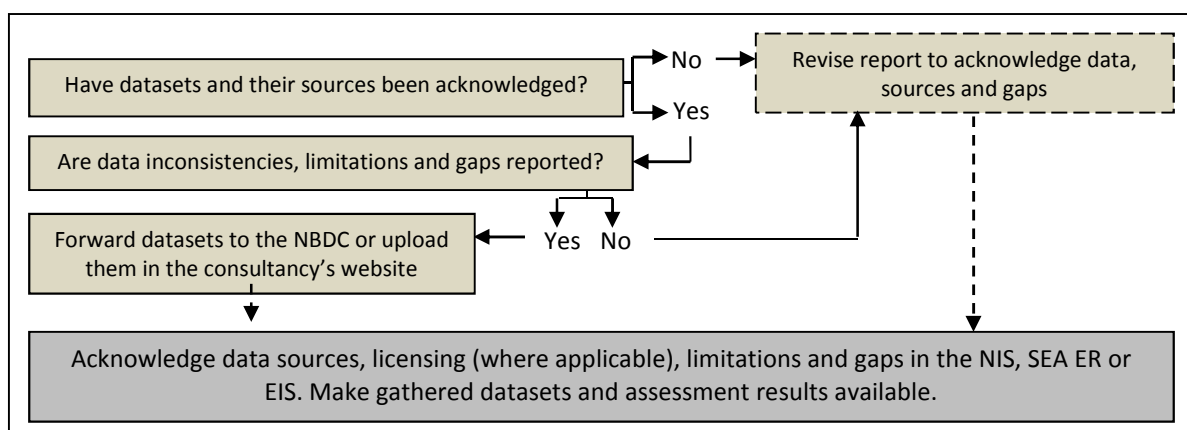 Have datasets and their sources been acknowledged?
No
Revise report to acknowledge data,
sources and gaps
Yes
Are data inconsistencies, limitations and gaps reported?
Yes No
Forward datasets to the NBDC or upload
them in the consultancy’s website
Acknowledge data sources, licensing (where applicable), limitations and gaps in the NIS, SEA ER or
EIS. Make gathered datasets and assessment results available.